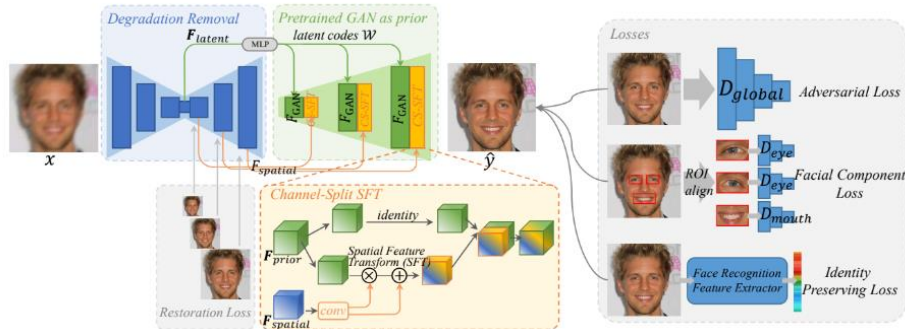 Degradation Removal
F_latent
MLP
Pretrained GAN as prior
latent codes W
F_GAN
CS-SFT
F_GAN
CS-SFT
F_GAN
CS-SFT
x
ŷ
F_spatial
Restoration Loss
Channel-Split SFT
F_prior
identity
Spatial Feature
Transform (SFT)
F_spatial
conv
Losses
D_global
Adversarial Loss
ROI
align
D_eye
D_eye
D_mouth
Facial Component
Loss
Face Recognition
Feature Extractor
Identity
Preserving Loss